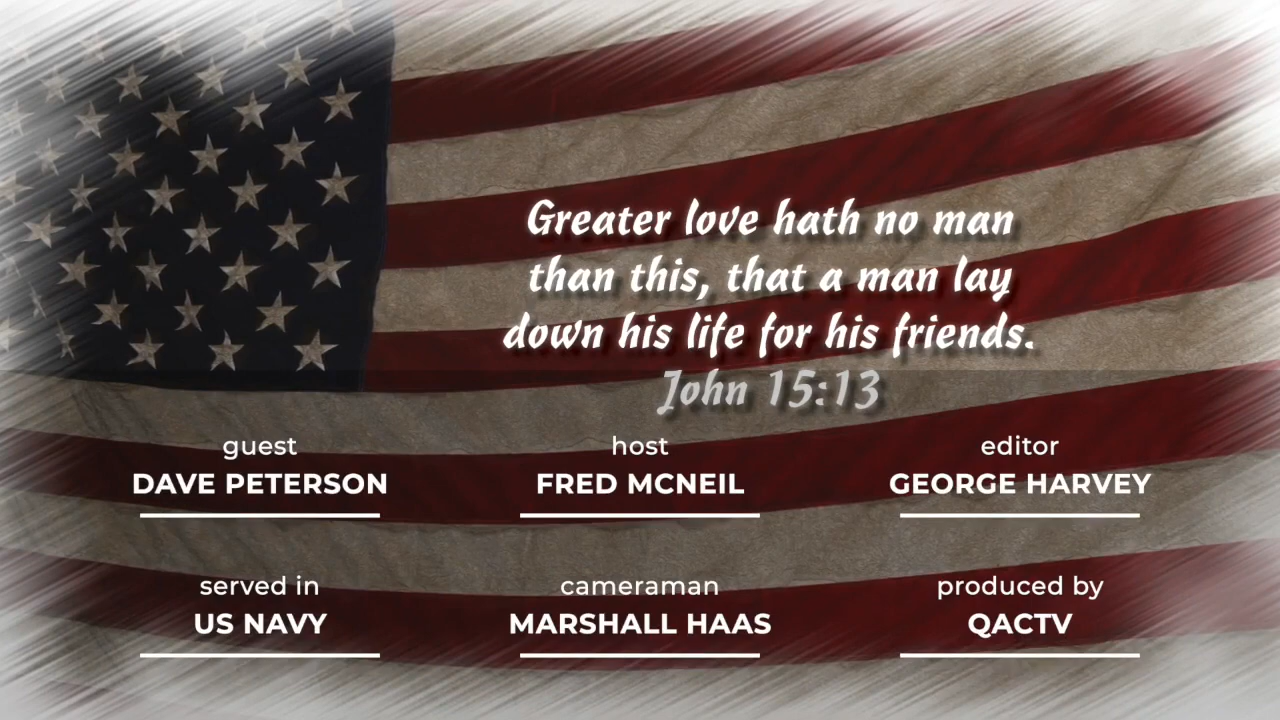 Greater love hath no man
than this, that a man lay
down his life for his friends.
John 15:13
guest
DAVE PETERSON
host
FRED MCNEIL
editor
GEORGE HARVEY
served in
US NAVY
cameraman
MARSHALL HAAS
produced by
QACTV